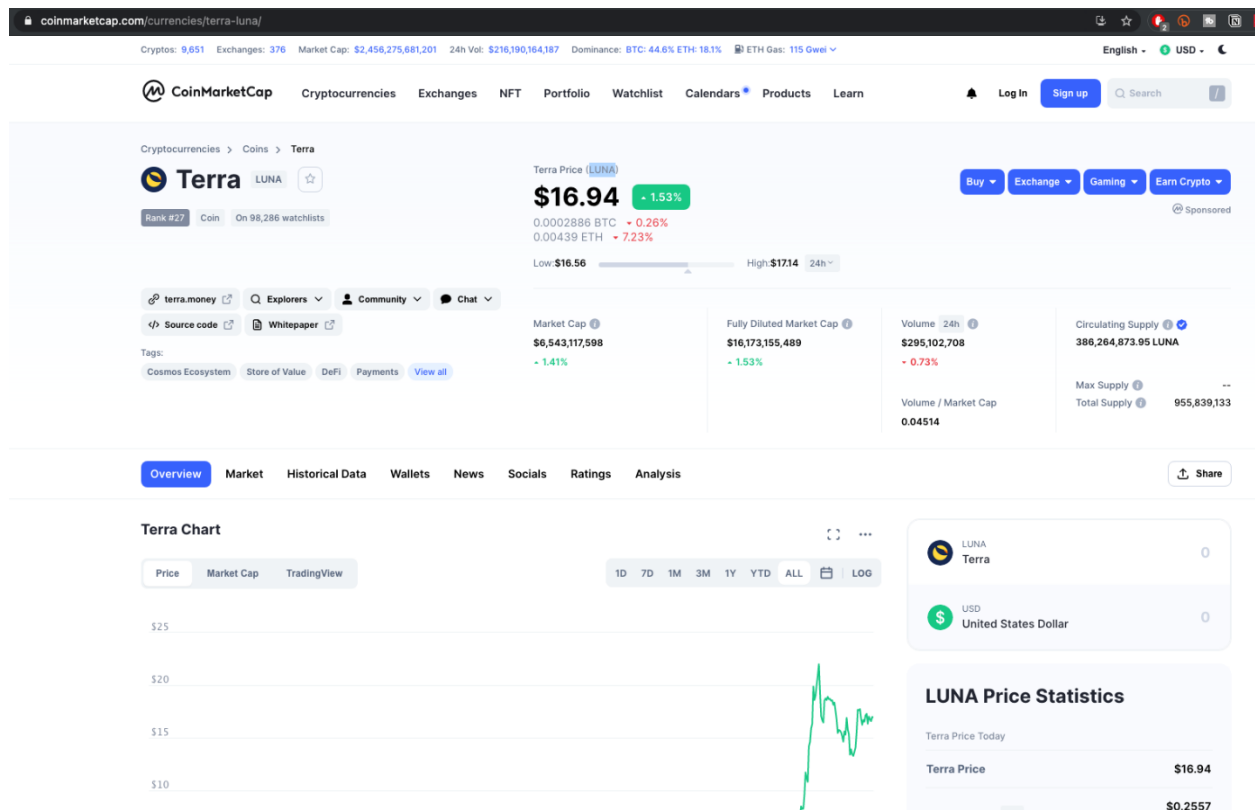 coinmarketcap.com/currencies/terra-luna/
Cryptos: 9,651 Exchanges: 376 Market Cap: $2,456,275,681,201 24h Vol: $216,190,164,187 Dominance: BTC: 44.6% ETH: 18.1% ETH Gas: 115 Gwei
English USD
CoinMarketCap Cryptocurrencies Exchanges NFT Portfolio Watchlist Calendars Products Learn Log In Sign up Search /
Cryptocurrencies > Coins > Terra
Terra LUNA
Rank #27 Coin On 98,286 watchlists
terra.money Explorers Community Chat
Source code Whitepaper
Tags:
Cosmos Ecosystem Store of Value DeFi Payments View all
Terra Price (LUNA)
$16.94 1.53%
0.0002886 BTC 0.26%
0.00439 ETH 7.23%
Low:$16.56 High:$17.14 24h
Buy Exchange Gaming Earn Crypto
Sponsored
Market Cap
$6,543,117,598
1.41%
Fully Diluted Market Cap
$16,173,155,489
1.53%
Volume 24h
$295,102,708
0.73%
Volume / Market Cap
0.04514
Circulating Supply
386,264,873.95 LUNA
Max Supply --
Total Supply 955,839,133
Overview Market Historical Data Wallets News Socials Ratings Analysis Share
Terra Chart
Price Market Cap TradingView 1D 7D 1M 3M 1Y YTD ALL LOG
$25
$20
$15
$10
LUNA
Terra 0
USD
United States Dollar 0
LUNA Price Statistics
Terra Price Today
Terra Price $16.94
$0.2557